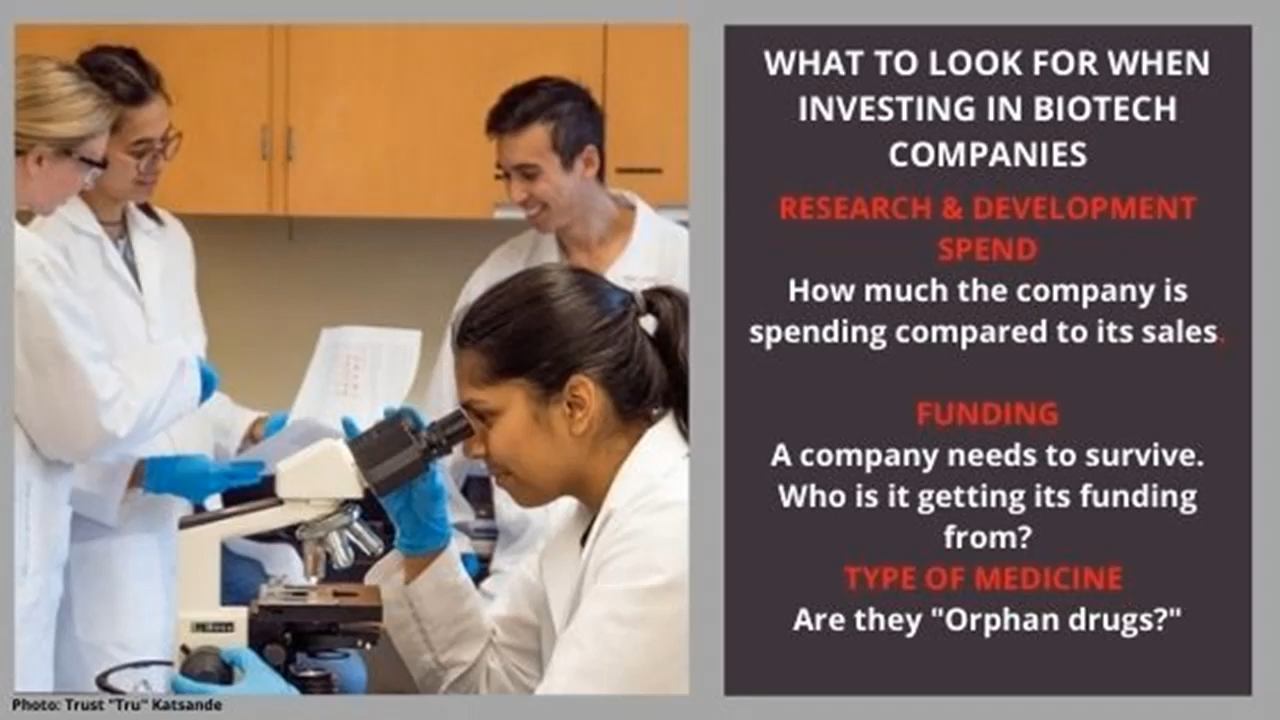 WHAT TO LOOK FOR WHEN
INVESTING IN BIOTECH
COMPANIES
RESEARCH & DEVELOPMENT
SPEND
How much the company is
spending compared to its sales.
FUNDING
A company needs to survive.
Who is it getting its funding
from?
TYPE OF MEDICINE
Are they "Orphan drugs?"
Photo: Trust "Tru" Katsande